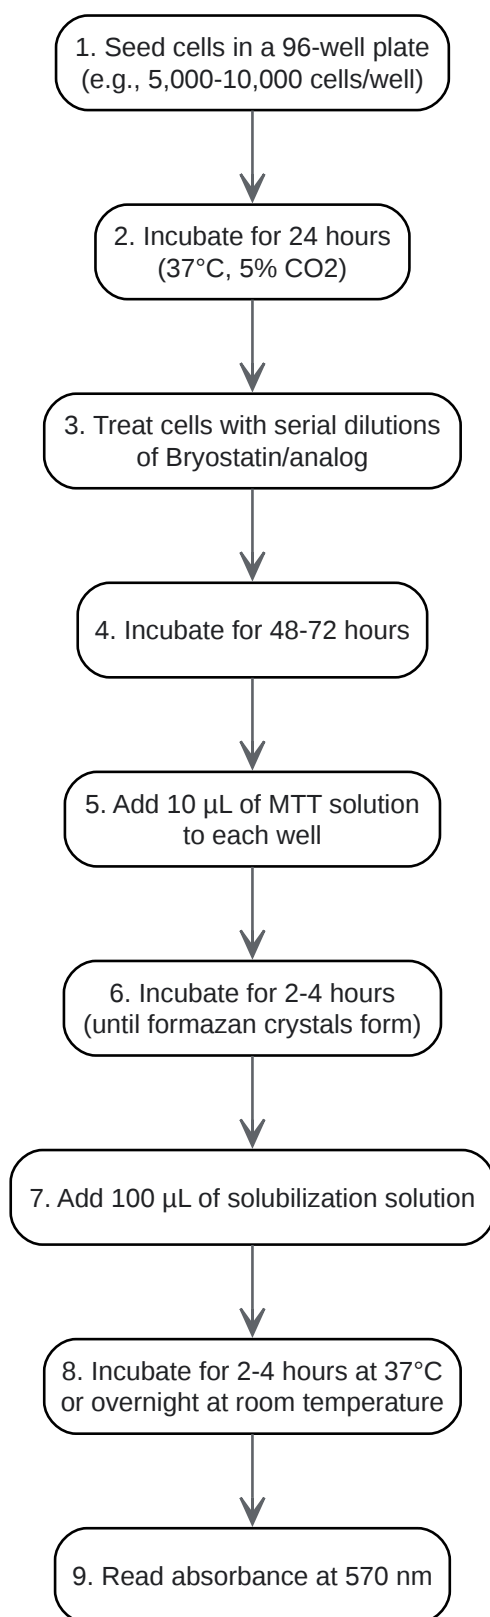 1. Seed cells in a 96-well plate
(e.g., 5,000-10,000 cells/well)
2. Incubate for 24 hours
(37°C, 5% CO2)
3. Treat cells with serial dilutions
of Bryostatin/analog
4. Incubate for 48-72 hours
5. Add 10 µL of MTT solution
to each well
6. Incubate for 2-4 hours
(until formazan crystals form)
7. Add 100 µL of solubilization solution
8. Incubate for 2-4 hours at 37°C
or overnight at room temperature
9. Read absorbance at 570 nm